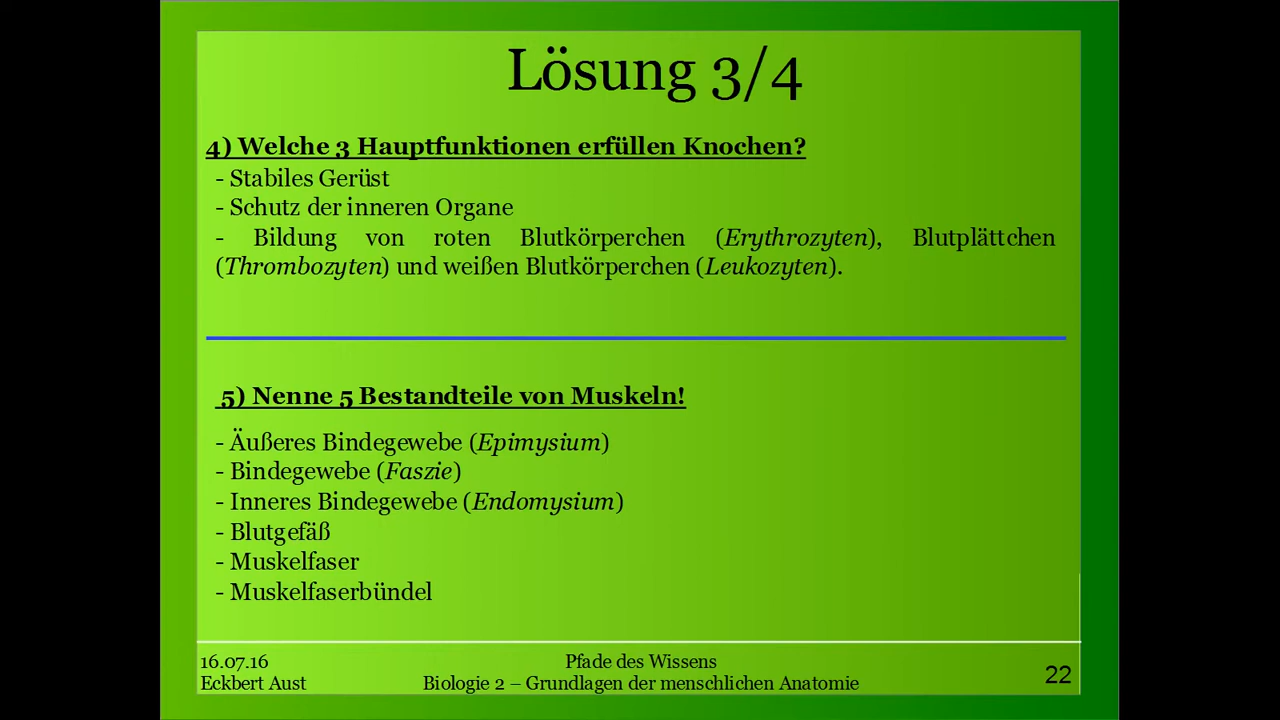 Lösung 3/4
4) Welche 3 Hauptfunktionen erfüllen Knochen?
- Stabiles Gerüst
- Schutz der inneren Organe
- Bildung von roten Blutkörperchen (Erythrozyten), Blutplättchen
(Thrombozyten) und weißen Blutkörperchen (Leukozyten).
5) Nenne 5 Bestandteile von Muskeln!
- Äußeres Bindegewebe (Epimysium)
- Bindegewebe (Faszie)
- Inneres Bindegewebe (Endomysium)
- Blutgefäß
- Muskelfaser
- Muskelfaserbündel
16.07.16
Eckbert Aust
Pfade des Wissens
Biologie 2 – Grundlagen der menschlichen Anatomie
22